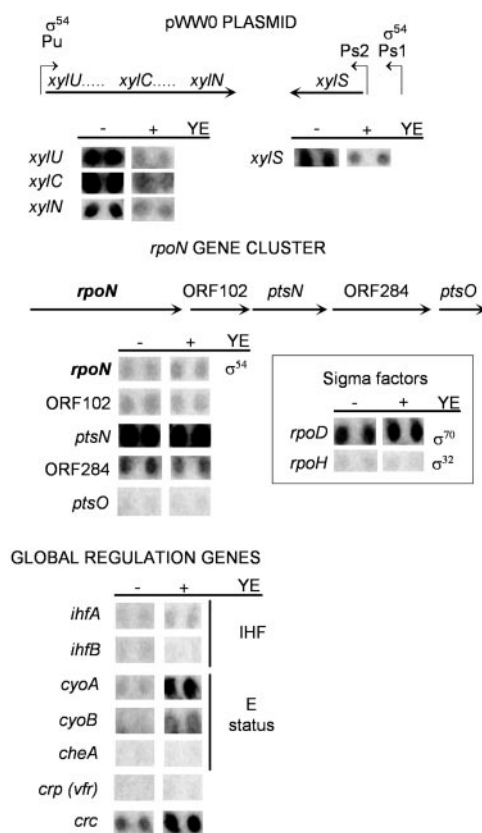 pWW0 PLASMID
σ54 σ54
Pu Ps2 Ps1
xylU..... xylC..... xylN xylS
- + YE - + YE
xylU xylS
xylC
xylN
rpoN GENE CLUSTER
rpoN ORF102 ptsN ORF284 ptsO
- + YE
rpoN σ54
ORF102
ptsN
ORF284
ptsO
Sigma factors
- + YE
rpoD σ70
rpoH σ32
GLOBAL REGULATION GENES
- + YE
ihfA
IHF
ihfB
cyoA
E
cyoB
status
cheA
crp (vfr)
crc